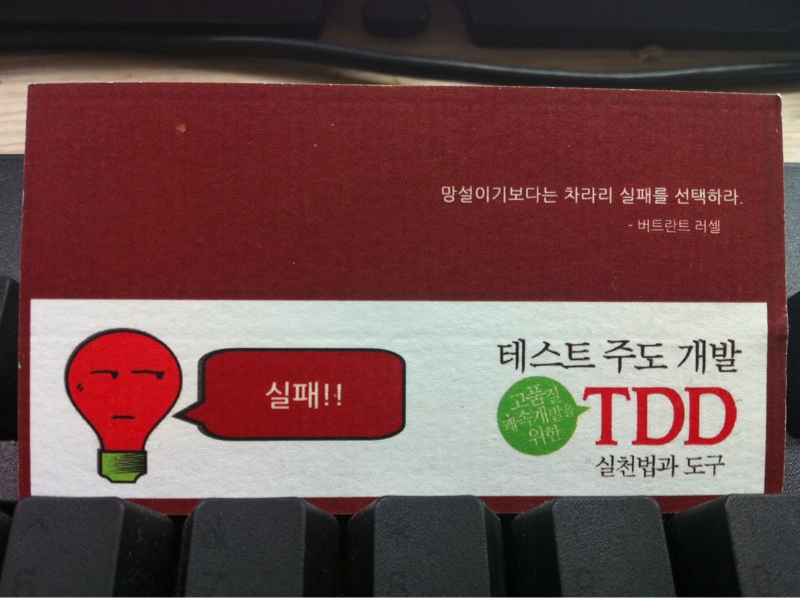 망설이기보다는 차라리 실패를 선택하라.
- 버트란트 러셀
실패!!
테스트 주도 개발
고품질
쾌속개발을
위한
TDD
실천법과 도구
&
7
*
8